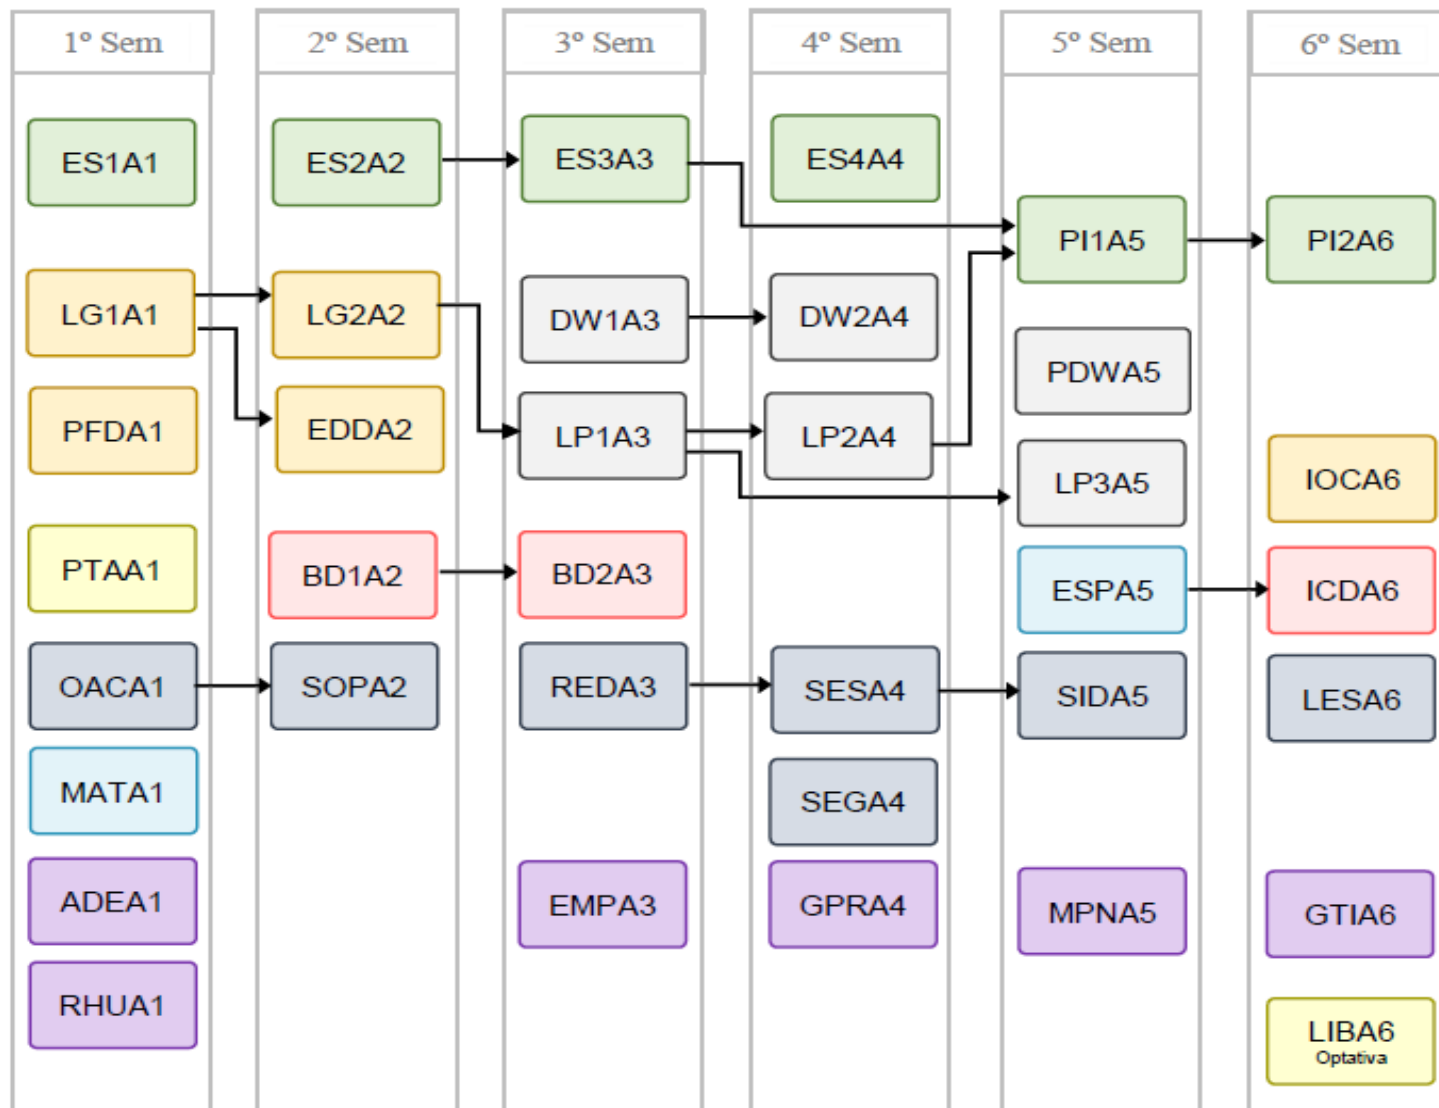 1º Sem
2º Sem
3º Sem
4º Sem
5º Sem
6º Sem
ES1A1
ES2A2
ES3A3
ES4A4
PI1A5
PI2A6
LG1A1
LG2A2
DW1A3
DW2A4
PDWA5
PFDA1
EDDA2
LP1A3
LP2A4
LP3A5
IOCA6
PTAA1
BD1A2
BD2A3
ESPA5
ICDA6
OACA1
SOPA2
REDA3
SESA4
SIDA5
LESA6
MATA1
SEGA4
ADEA1
EMPA3
GPRA4
MPNA5
GTIA6
RHUA1
LIBA6
Optativa